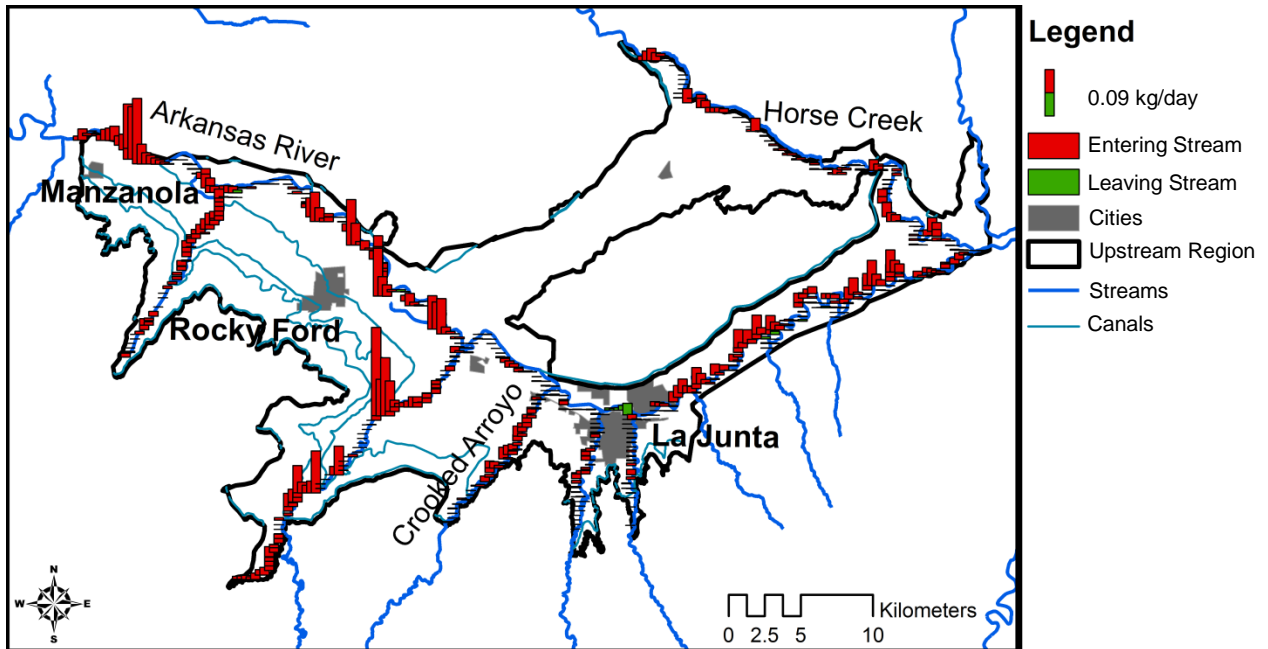 Legend
0.09 kg/day
Entering Stream
Leaving Stream
Cities
Upstream Region
Streams
Canals
Arkansas River
Horse Creek
Manzanola
Rocky Ford
Crooked Arroyo
La Junta
N
W E
S
Kilometers
0 2.5 5 10